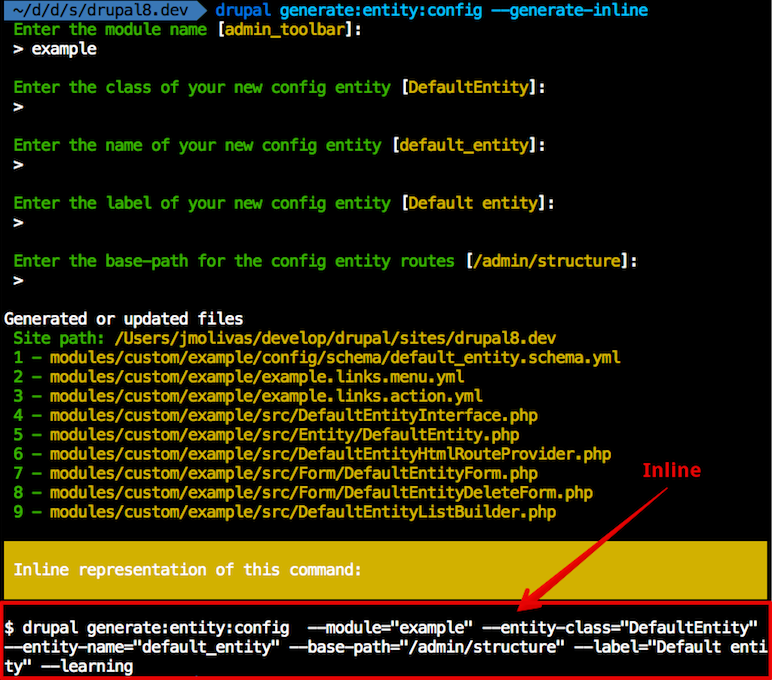 ~/d/d/s/drupal8.dev drupal generate:entity:config --generate-inline
Enter the module name [admin_toolbar]:
> example
Enter the class of your new config entity [DefaultEntity]:
>
Enter the name of your new config entity [default_entity]:
>
Enter the label of your new config entity [Default entity]:
>
Enter the base-path for the config entity routes [/admin/structure]:
>
Generated or updated files
Site path: /Users/jmolivas/develop/drupal/sites/drupal8.dev
1 - modules/custom/example/config/schema/default_entity.schema.yml
2 - modules/custom/example/example.links.menu.yml
3 - modules/custom/example/example.links.action.yml
4 - modules/custom/example/src/DefaultEntityInterface.php
5 - modules/custom/example/src/Entity/DefaultEntity.php
6 - modules/custom/example/src/DefaultEntityHtmlRouteProvider.php
7 - modules/custom/example/src/Form/DefaultEntityForm.php
8 - modules/custom/example/src/Form/DefaultEntityDeleteForm.php
9 - modules/custom/example/src/DefaultEntityListBuilder.php
Inline
Inline representation of this command:
$ drupal generate:entity:config  --module="example" --entity-class="DefaultEntity"
--entity-name="default_entity" --base-path="/admin/structure" --label="Default enti
ty" --learning